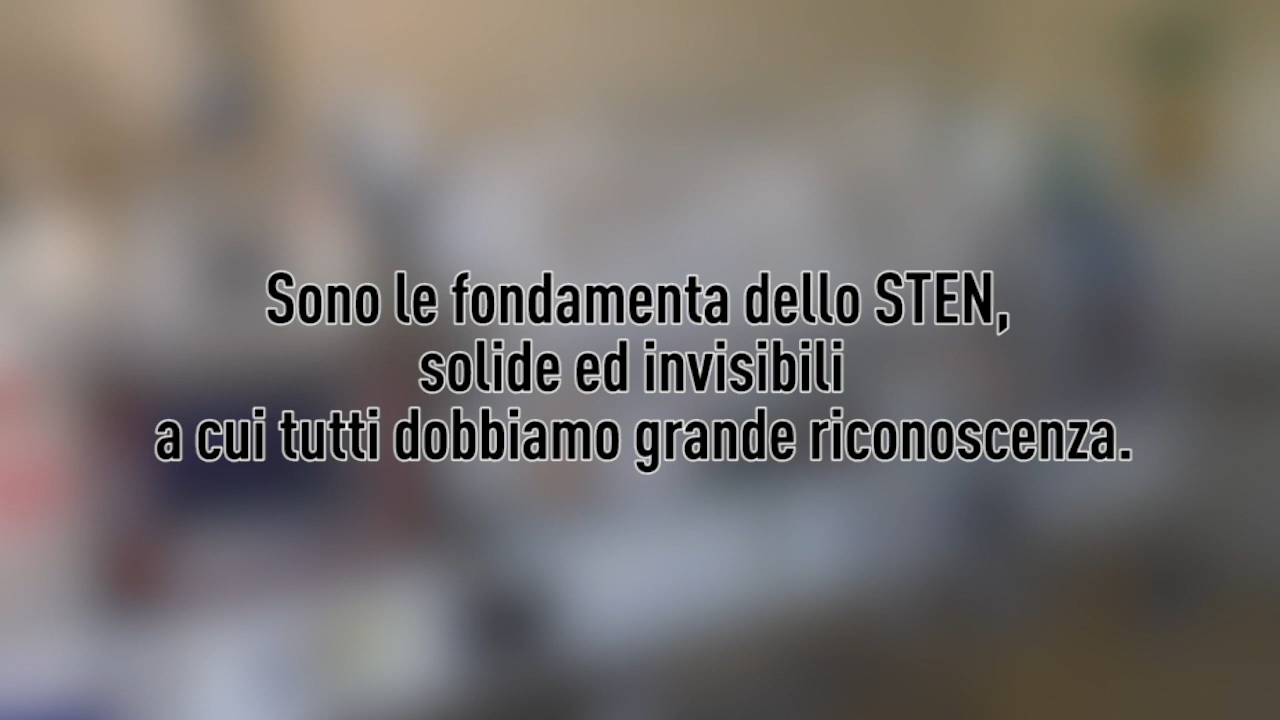 Sono le fondamenta dello STEN,
solide ed invisibili
a cui tutti dobbiamo grande riconoscenza.